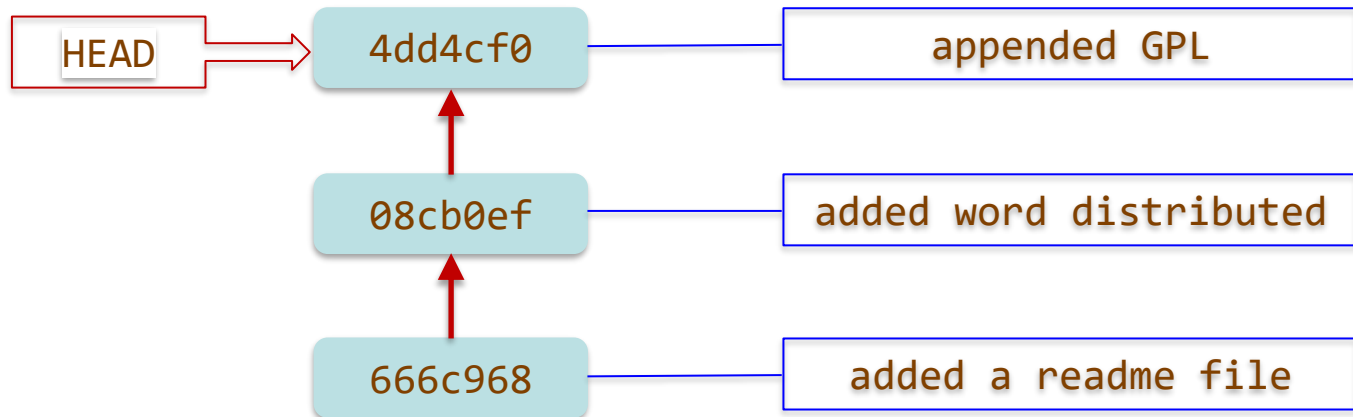 HEAD
4dd4cf0
appended GPL
08cb0ef
added word distributed
666c968
added a readme file